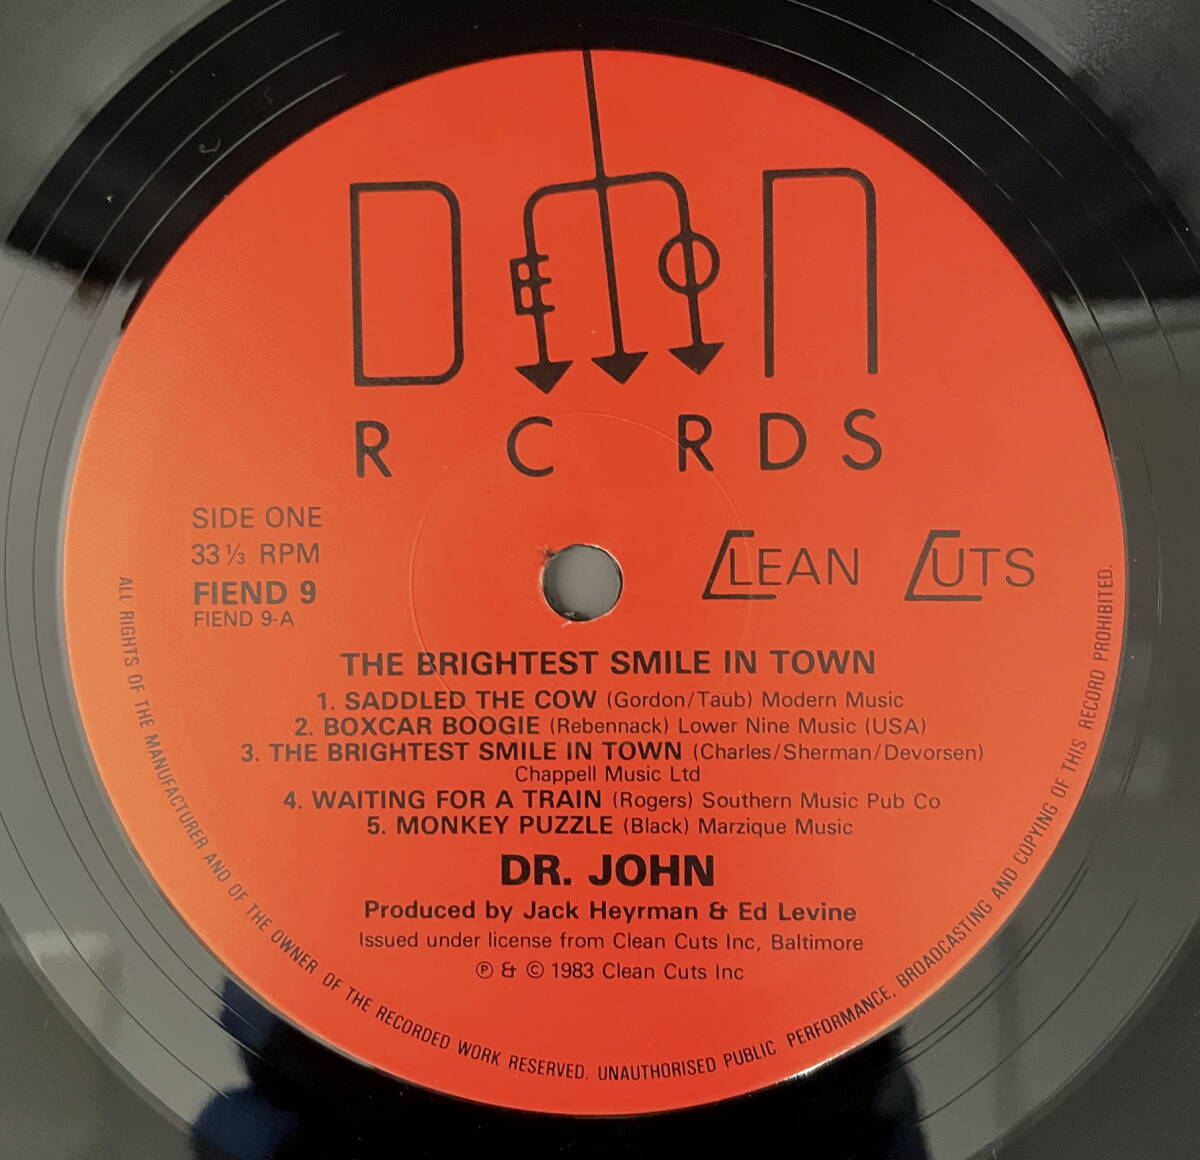 DEMON
R C RDS
SIDE ONE
33 ⅓ RPM
FIEND 9
FIEND 9-A
CLEAN CUTS
THE BRIGHTEST SMILE IN TOWN
1. SADDLED THE COW (Gordon/Taub) Modern Music
2. BOXCAR BOOGIE (Rebennack) Lower Nine Music (USA)
3. THE BRIGHTEST SMILE IN TOWN (Charles/Sherman/Devorsen)
Chappell Music Ltd
4. WAITING FOR A TRAIN (Rogers) Southern Music Pub Co
5. MONKEY PUZZLE (Black) Marzique Music
DR. JOHN
Produced by Jack Heyrman & Ed Levine
Issued under license from Clean Cuts Inc, Baltimore
℗ & © 1983 Clean Cuts Inc
ALL RIGHTS OF THE MANUFACTURER AND OF THE OWNER OF THE RECORDED WORK RESERVED. UNAUTHORISED PUBLIC PERFORMANCE, BROADCASTING AND COPYING OF THIS RECORD PROHIBITED.